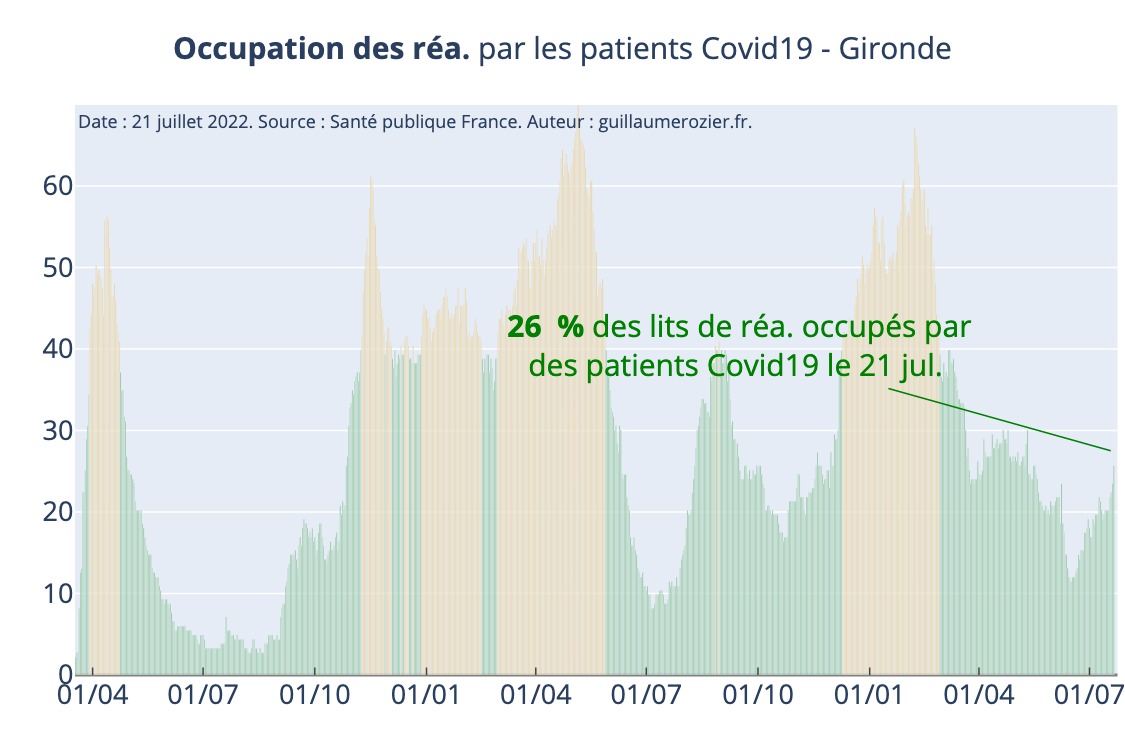 Occupation des réa. par les patients Covid19 - Gironde
Date : 21 juillet 2022. Source : Santé publique France. Auteur : guillaumerozier.fr.
60
50
26 % des lits de réa. occupés par
des patients Covid19 le 21 jul.
40
30
20
10
0
01/04 01/07 01/10 01/01 01/04 01/07 01/10 01/01 01/04 01/07